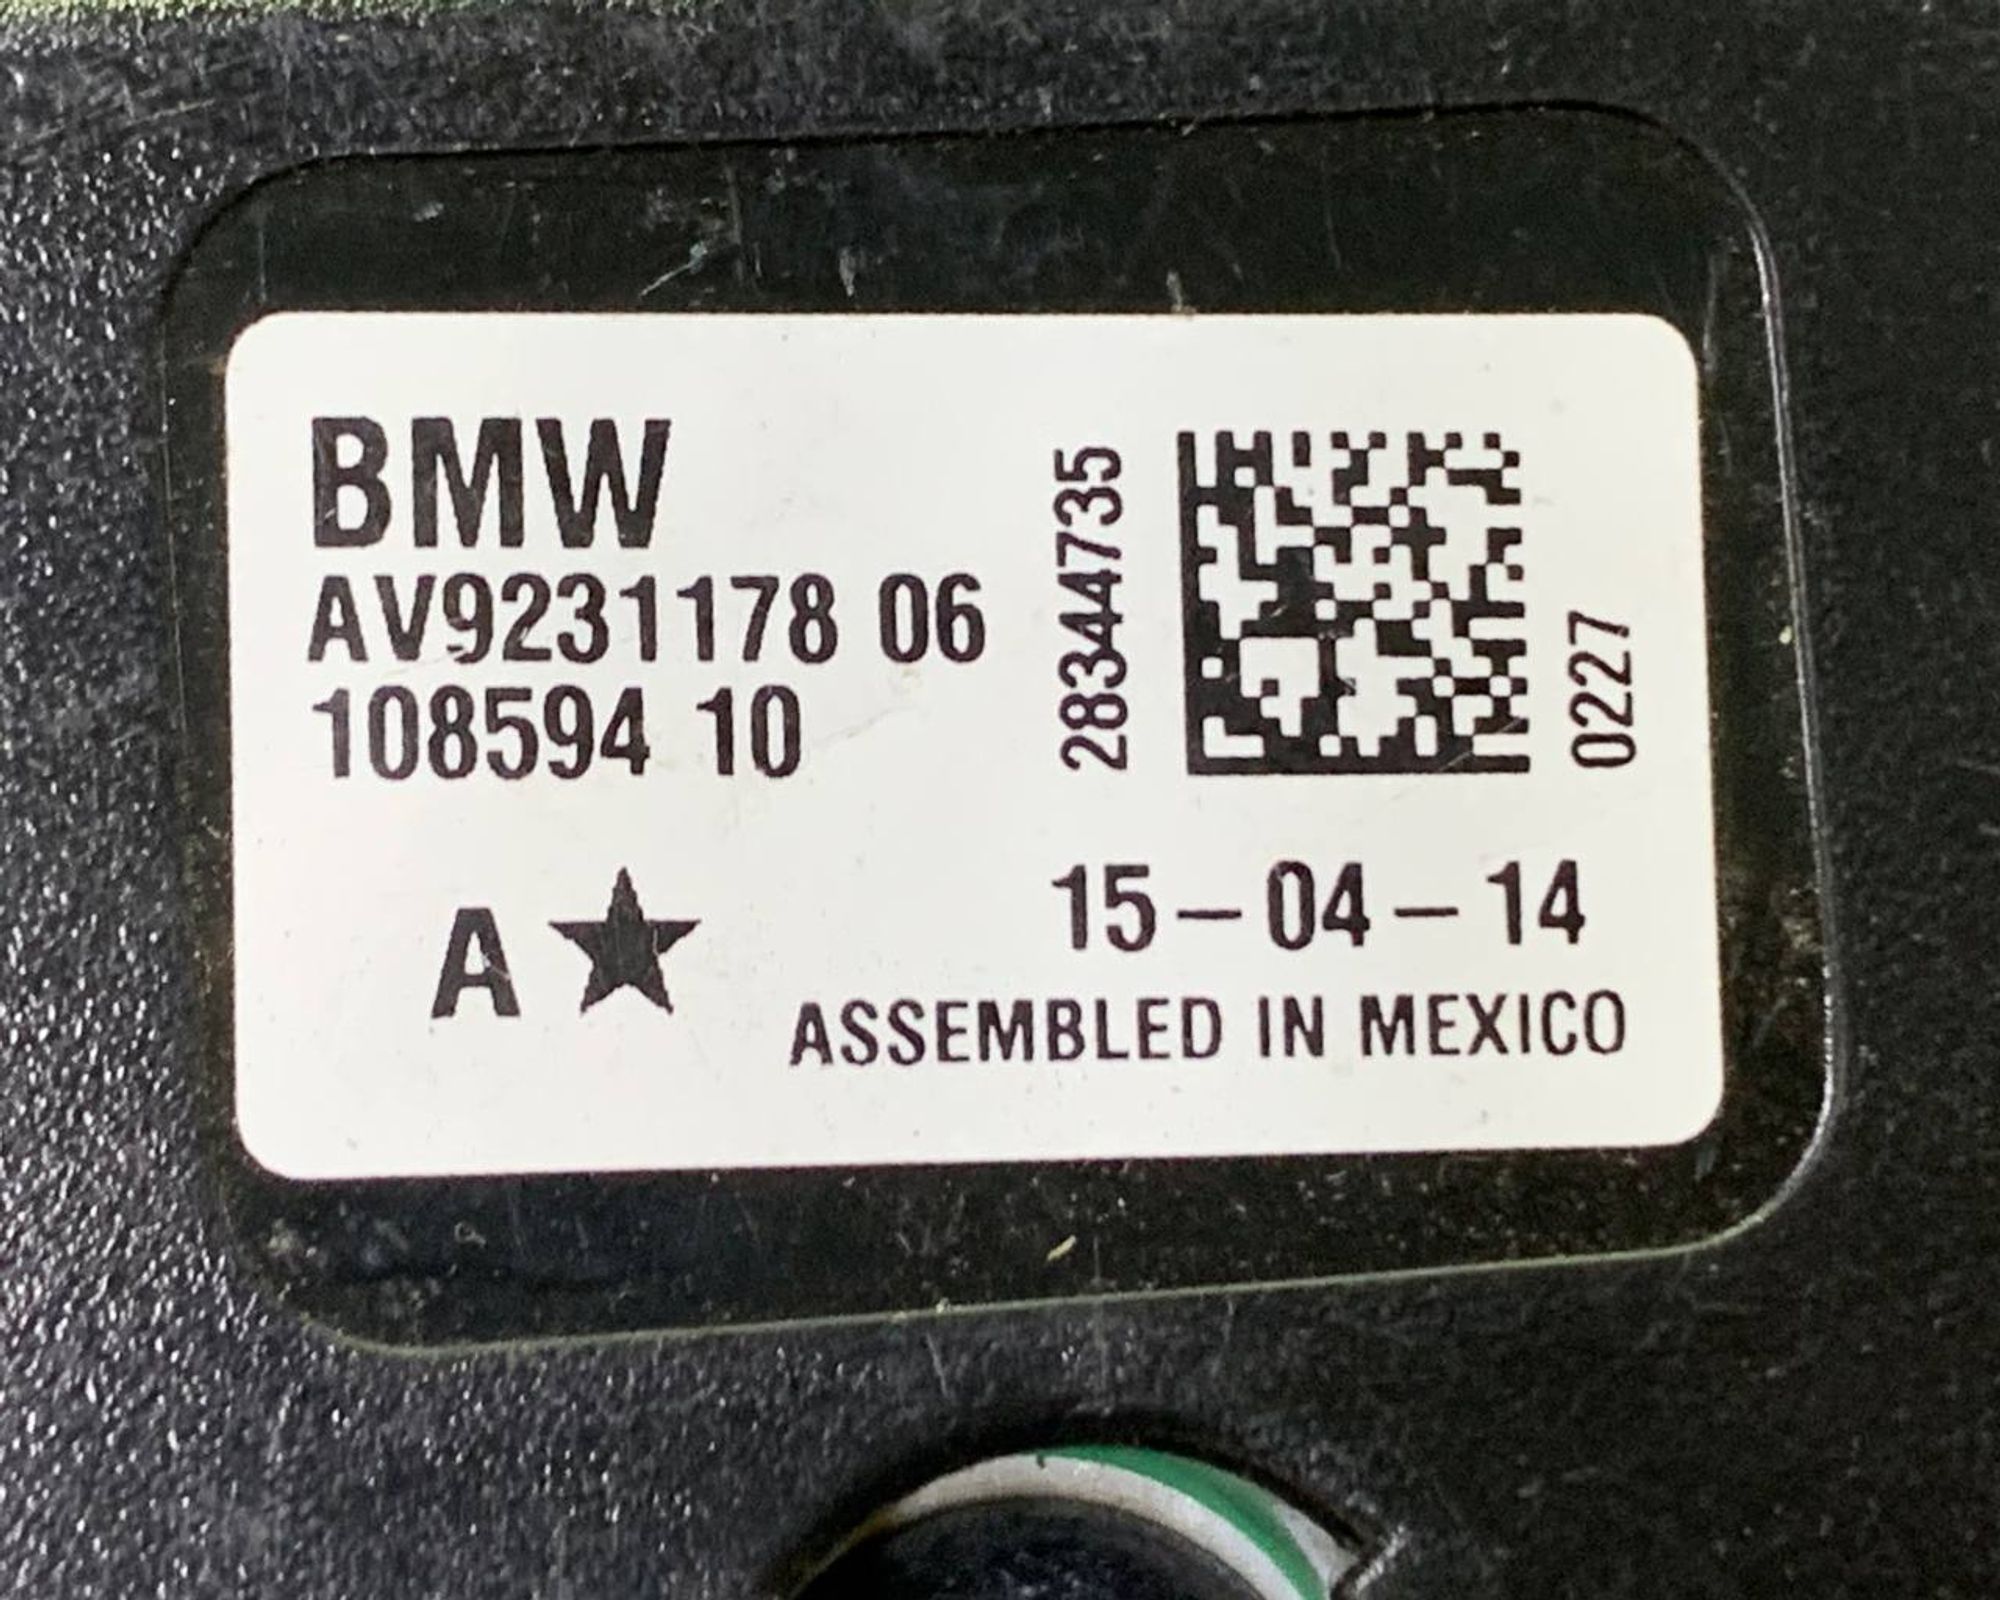 BMW
AV9231178 06
108594 10
28344735
0227
A★
15-04-14
ASSEMBLED IN MEXICO